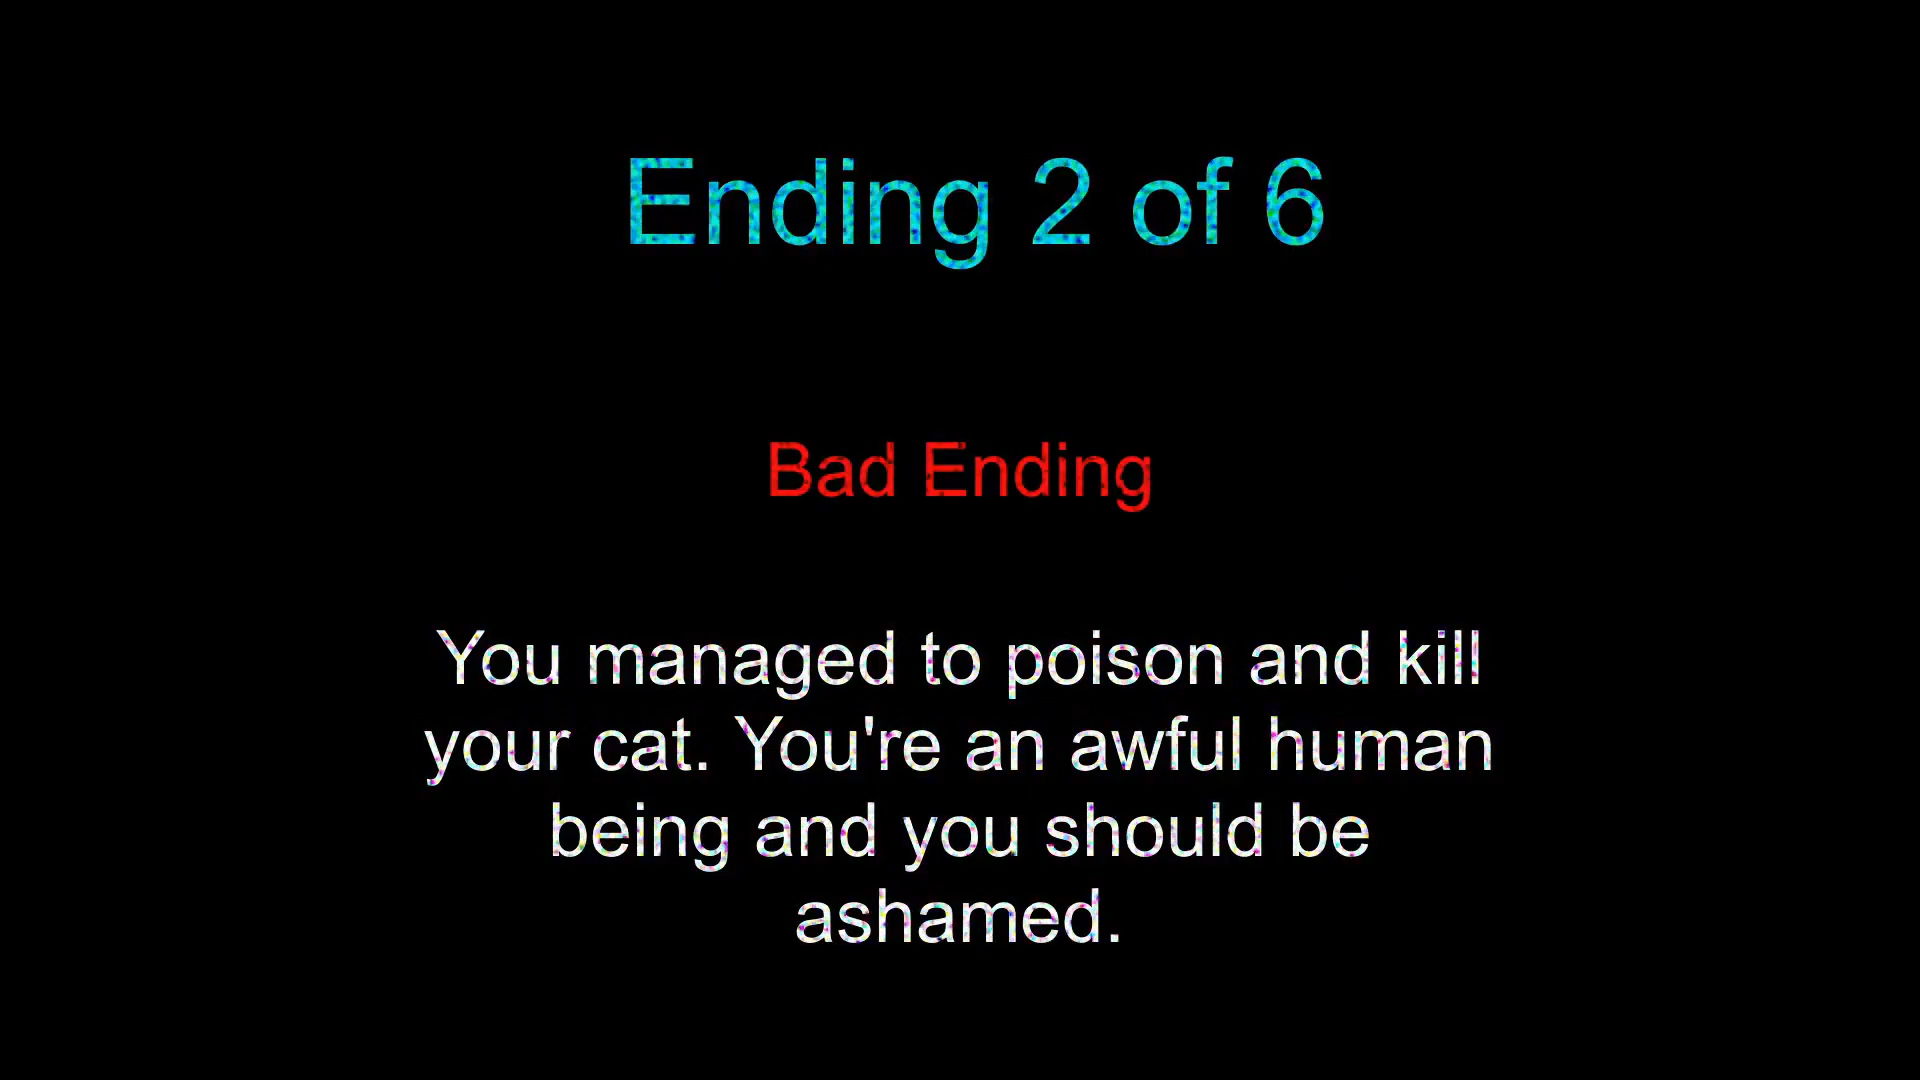 Ending 2 of 6
Bad Ending
You managed to poison and kill
your cat. You're an awful human
being and you should be
ashamed.